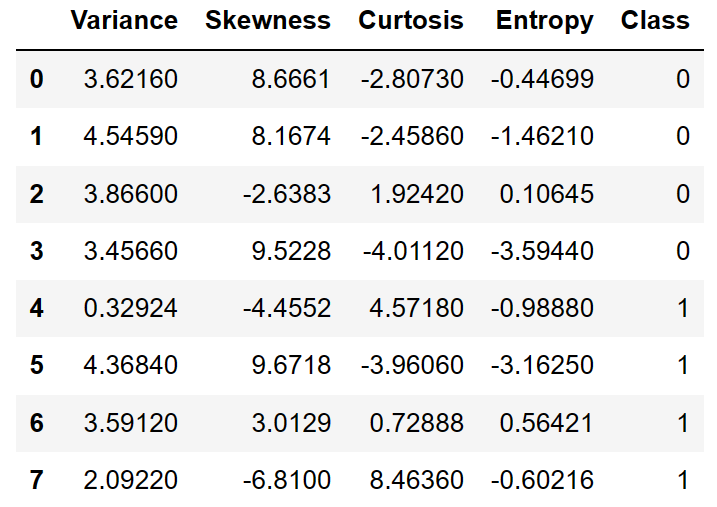 Variance Skewness Curtosis Entropy Class
0 3.62160 8.6661 -2.80730 -0.44699 0
1 4.54590 8.1674 -2.45860 -1.46210 0
2 3.86600 -2.6383 1.92420 0.10645 0
3 3.45660 9.5228 -4.01120 -3.59440 0
4 0.32924 -4.4552 4.57180 -0.98880 1
5 4.36840 9.6718 -3.96060 -3.16250 1
6 3.59120 3.0129 0.72888 0.56421 1
7 2.09220 -6.8100 8.46360 -0.60216 1